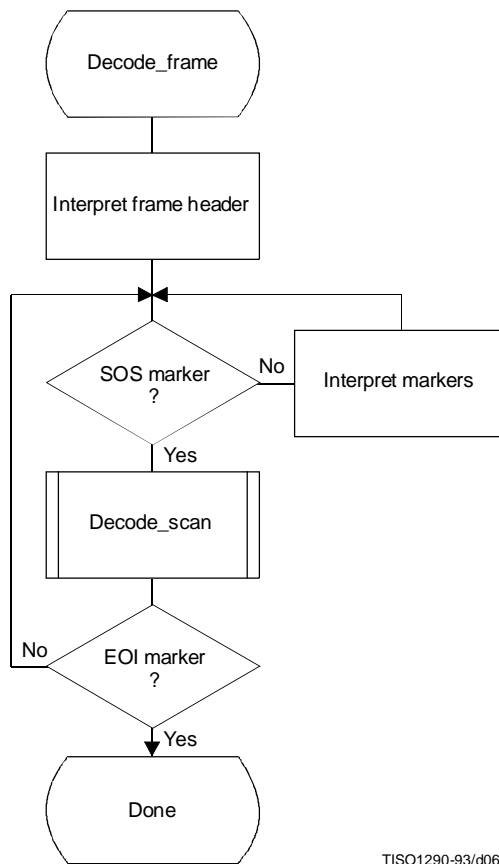 Decode_frame
Interpret frame header
SOS marker
?
No
Interpret markers
Yes
Decode_scan
No
EOI marker
?
Yes
Done
TISO1290-93/d06